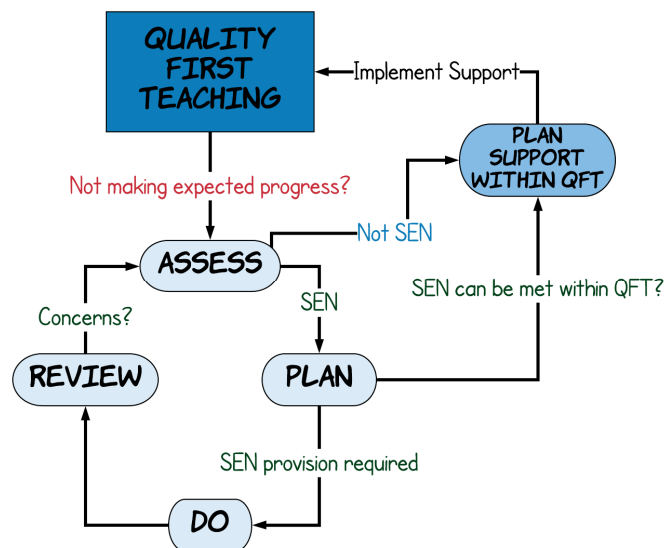 QUALITY
FIRST
TEACHING
Implement Support
PLAN
SUPPORT
WITHIN QFT
Not making expected progress?
Not SEN
ASSESS
SEN
SEN can be met within QFT?
Concerns?
REVIEW
PLAN
SEN provision required
DO